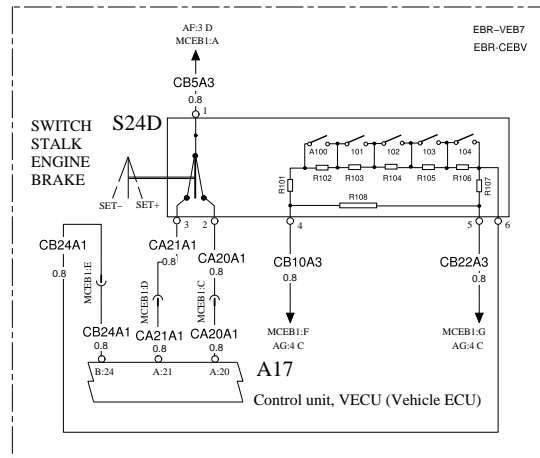 AF:3 D
MCEB1:A
EBR-VEB7
EBR-CEBV
CB5A3
0.8
1
S24D
SWITCH
STALK
ENGINE
BRAKE
A100 101 102 103 104
R102 R103 R104 R105 R106
R101 R107
R108
SET– SET+
3 2 4 5 6
CB24A1
0.8
CA21A1
0.8
CA20A1
0.8
CB10A3
0.8
CB22A3
0.8
MCEB1:E
MCEB1:D
MCEB1:C
CB24A1
0.8
CA21A1
0.8
CA20A1
0.8
MCEB1:F
AG:4 C
MCEB1:G
AG:4 C
B:24 A:21 A:20
A17
Control unit, VECU (Vehicle ECU)